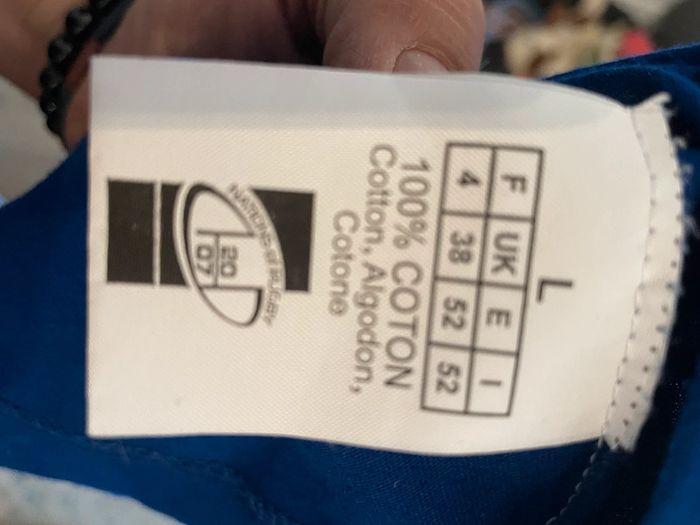 L
F UK E I
4 38 52 52
100% COTON
Cotton, Algodon,
Cotone
NATIONS OF RUGBY
20
07